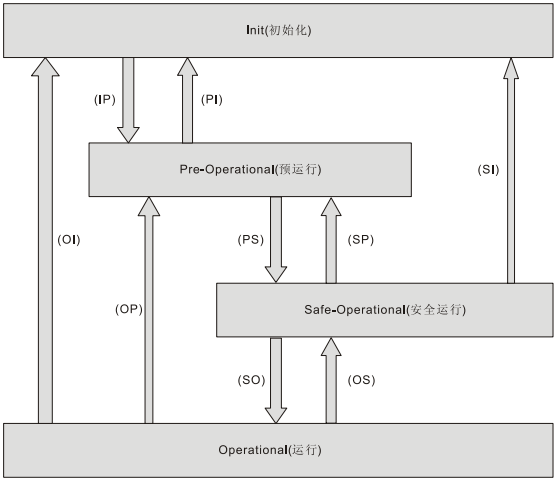 Init(初始化)
(IP)
(PI)
Pre-Operational(预运行)
(SI)
(OI)
(PS)
(SP)
(OP)
Safe-Operational(安全运行)
(SO)
(OS)
Operational(运行)